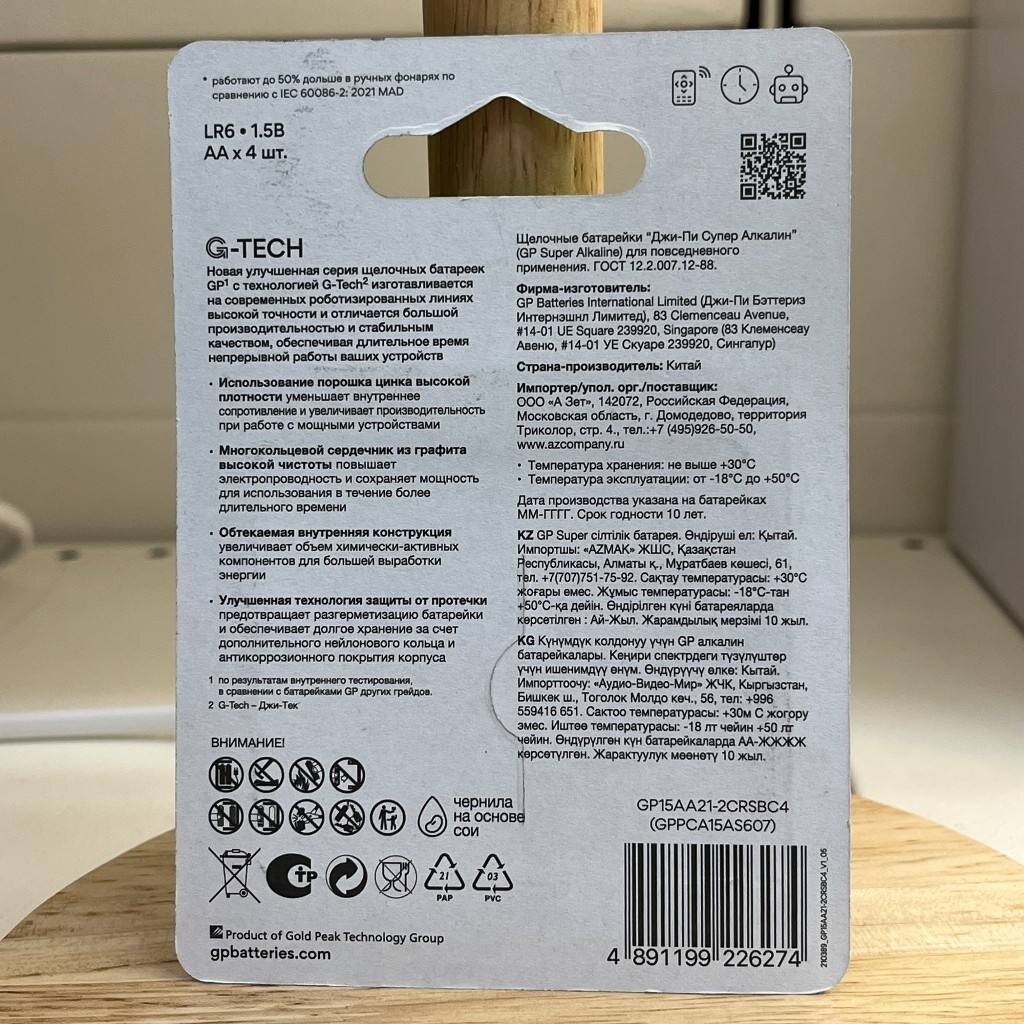 * работают до 50% дольше в ручных фонарях по
сравнению с IEC 60086-2: 2021 MAD
LR6 • 1.5В
АА х 4 шт.
G-TECH
Новая улучшенная серия щелочных батареек
GP¹ с технологией G-Tech² изготавливается
на современных роботизированных линиях
высокой точности и отличается большой
производительностью и стабильным
качеством, обеспечивая длительное время
непрерывной работы ваших устройств
• Использование порошка цинка высокой
плотности уменьшает внутреннее
сопротивление и увеличивает производительность
при работе с мощными устройствами
• Многокольцевой сердечник из графита
высокой чистоты повышает
электропроводность и сохраняет мощность
для использования в течение более
длительного времени
• Обтекаемая внутренняя конструкция
увеличивает объем химически-активных
компонентов для большей выработки
энергии
• Улучшенная технология защиты от протечки
предотвращает разгерметизацию батарейки
и обеспечивает долгое хранение за счет
дополнительного нейлонового кольца и
антикоррозионного покрытия корпуса
1 по результатам внутреннего тестирования,
в сравнении с батарейками GP других грейдов.
2 G-Tech – Джи-Тек
ВНИМАНИЕ!
чернила
на основе
сои
21
PAP
03
PVC
Product of Gold Peak Technology Group
gpbatteries.com
Щелочные батарейки "Джи-Пи Супер Алкалин"
(GP Super Alkaline) для повседневного
применения. ГОСТ 12.2.007.12-88.
Фирма-изготовитель:
GP Batteries International Limited (Джи-Пи Бэттериз
Интернэшнл Лимитед), 83 Clemenceau Avenue,
#14-01 UE Square 239920, Singapore (83 Клеменсеау
Авеню, #14-01 УЕ Скуаре 239920, Сингапур)
Страна-производитель: Китай
Импортер/упол. орг./поставщик:
ООО «А Зет», 142072, Российская Федерация,
Московская область, г. Домодедово, территория
Триколор, стр. 4., тел.:+7 (495)926-50-50,
www.azcompany.ru
• Температура хранения: не выше +30°C
• Температура эксплуатации: от -18°C до +50°C
Дата производства указана на батарейках
ММ-ГГГГ. Срок годности 10 лет.
KZ GP Super сілтілік батарея. Өндіруші ел: Қытай.
Импортшы: «AZMAK» ЖШС, Қазақстан
Республикасы, Алматы қ., Мұратбаев көшесі, 61,
тел. +7(707)751-75-92. Сақтау температурасы: +30°C
жоғары емес. Жұмыс температурасы: -18°C-тан
+50°C-қа дейін. Өндірілген күні батареяларда
көрсетілген : Ай-Жыл. Жарамдылық мерзімі 10 жыл.
KG Күнүмдүк колдонуу үчүн GP алкалин
батарейкалары. Кеңири спектрдеги түзүлүштөр
үчүн ишенимдүү өнүм. Өндүрүүчү өлкө: Кытай.
Импорттоочу: «Аудио-Видео-Мир» ЖЧК, Кыргызстан,
Бишкек ш., Тоголок Молдо көч., 56, тел: +996
559416 651. Сактоо температурасы: +30м С жогору
эмес. Иштөө температурасы: -18 лт чейин +50 лт
чейин. Өндүрүлгөн күн батарейкаларда АА-ЖЖЖЖ
көрсөтүлгөн. Жарактуулук мөөнөтү 10 жыл.
GP15AA21-2CRSBC4
(GPPCA15AS607)
4 891199 226274
210389_GP15AA21-2CRSBC4_V1_05